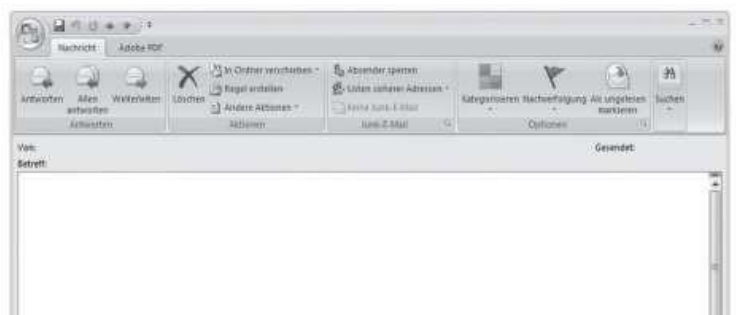 Nachricht Adobe PDF
Antworten Allen antworten Weiterleiten
Antworten
Löschen
In Ordner verschieben
Regel erstellen
Andere Aktionen
Aktionen
Absender sperren
Listen sicherer Adressen
Keine Junk-E-Mail
Junk-E-Mail
Kategorisieren Nachverfolgung Als ungelesen markieren
Optionen
Suchen
Von: Gesendet:
Betreff: